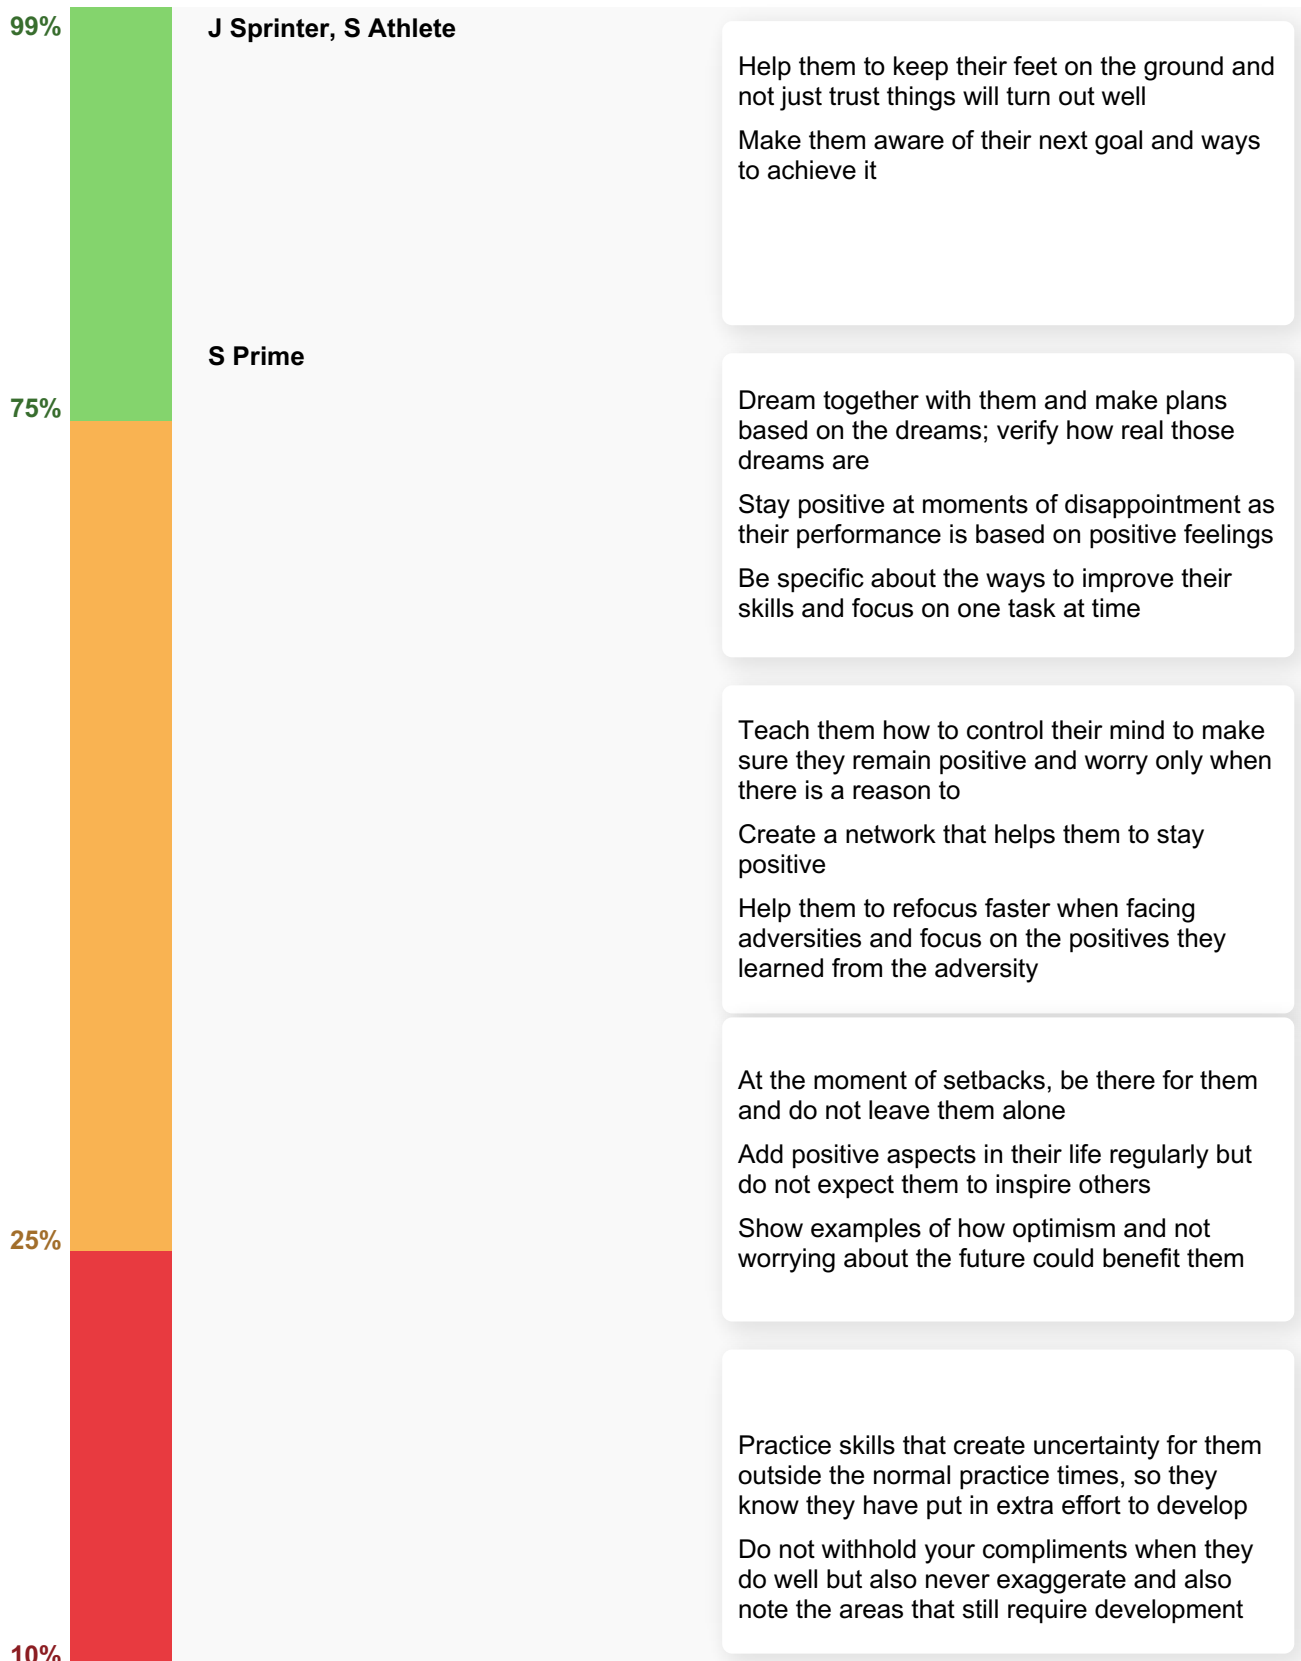 99%
J Sprinter, S Athlete
Help them to keep their feet on the ground and
not just trust things will turn out well
Make them aware of their next goal and ways
to achieve it
S Prime
75%
Dream together with them and make plans
based on the dreams; verify how real those
dreams are
Stay positive at moments of disappointment as
their performance is based on positive feelings
Be specific about the ways to improve their
skills and focus on one task at time
Teach them how to control their mind to make
sure they remain positive and worry only when
there is a reason to
Create a network that helps them to stay
positive
Help them to refocus faster when facing
adversities and focus on the positives they
learned from the adversity
At the moment of setbacks, be there for them
and do not leave them alone
Add positive aspects in their life regularly but
do not expect them to inspire others
Show examples of how optimism and not
worrying about the future could benefit them
25%
Practice skills that create uncertainty for them
outside the normal practice times, so they
know they have put in extra effort to develop
Do not withhold your compliments when they
do well but also never exaggerate and also
note the areas that still require development
10%